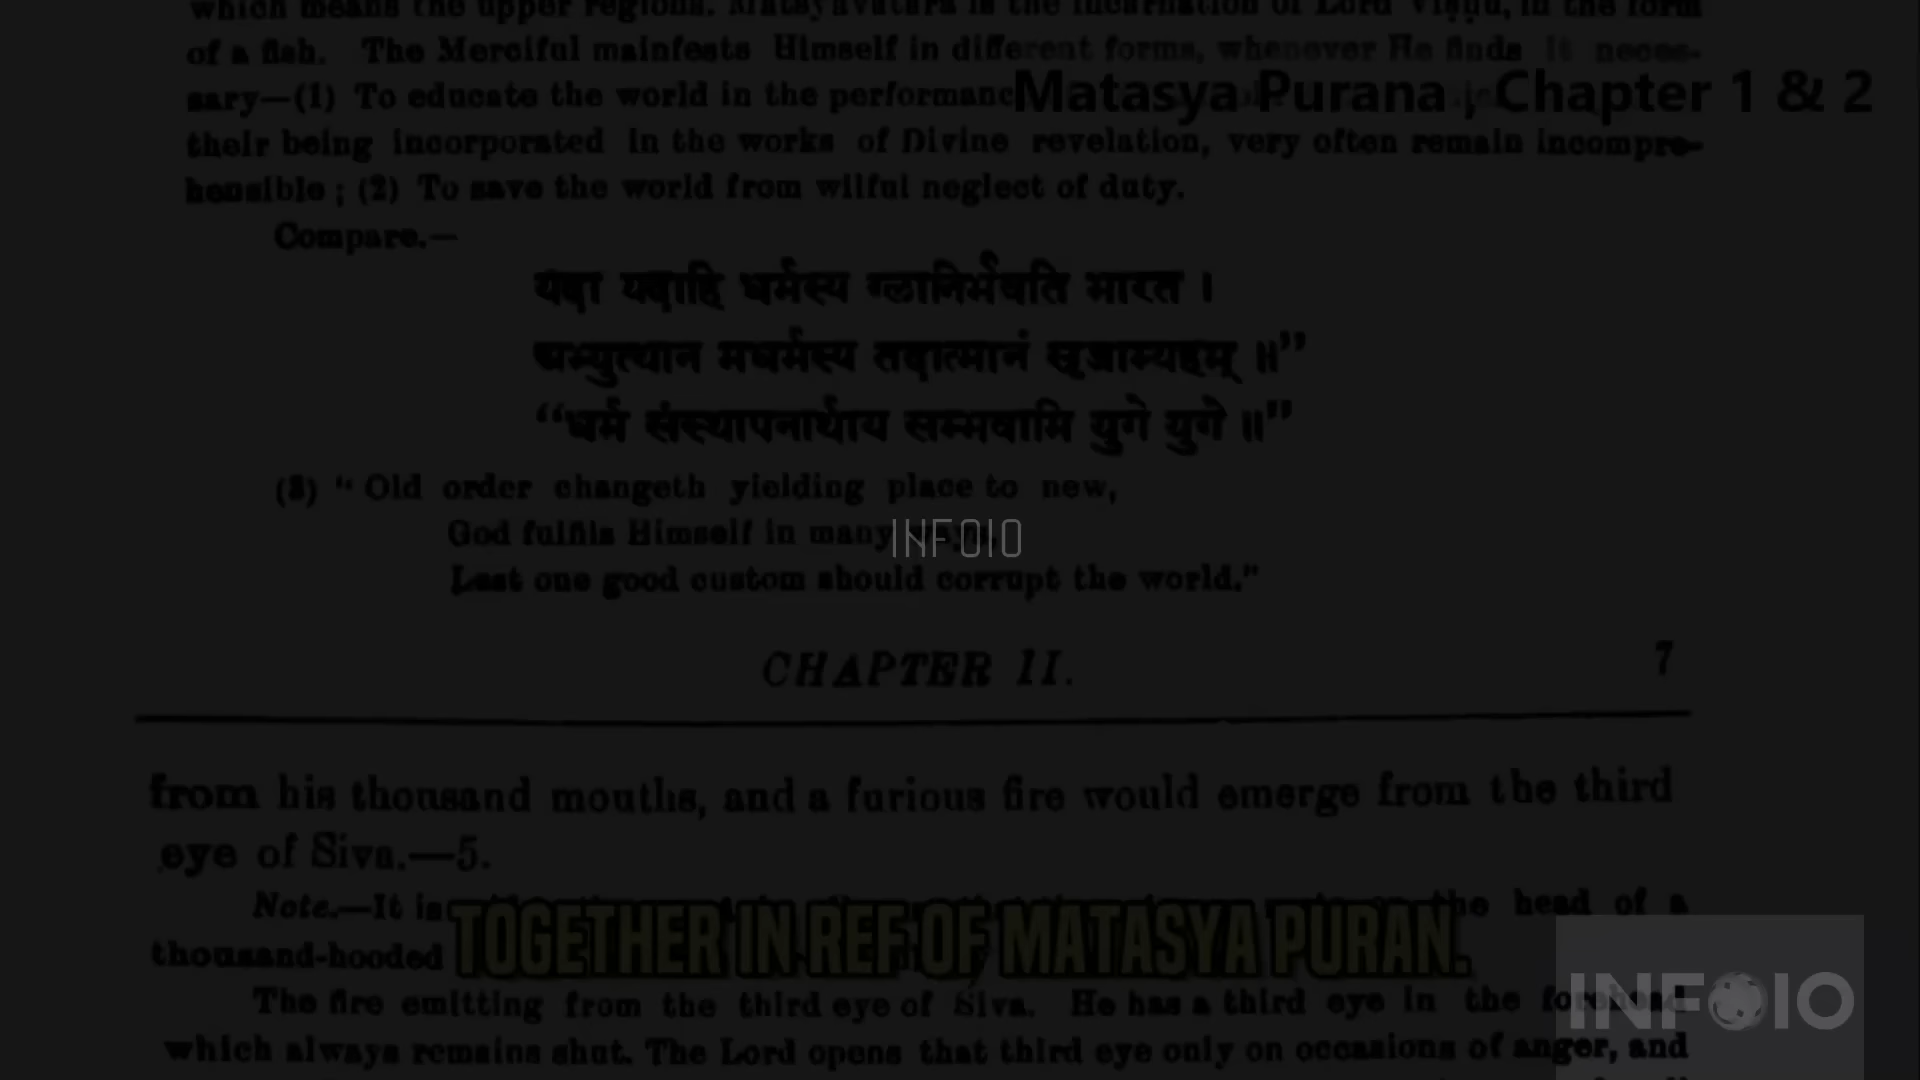 which means the upper regions. Matsyavatara is the incarnation of Lord Viṣṇu, in the form
of a fish. The Merciful mainfests Himself in different forms, whenever He finds it neces-
sary—(1) To educate the world in the performanc
Matasya Purana , Chapter 1 & 2
their being incorporated in the works of Divine revelation, very often remain incompre-
hensible ; (2) To save the world from wilful neglect of duty.
Compare.—
यदा यदाहि धर्मस्य ग्लानिर्भवति भारत ।
अभ्युत्थान मधर्मस्य तदात्मानं सृजाम्यहम् ॥”
“धर्म संस्थापनार्थाय सम्भवामि युगे युगे ॥”
(3) “ Old order changeth yielding place to new,
God fulfils Himself in many ways,
INFOIO
Lest one good custom should corrupt the world.”
CHAPTER II. 7
from his thousand mouths, and a furious fire would emerge from the third
eye of Siva.—5.
Note.—It is the head of a
TOGETHER IN REF OF MATASYA PURAN.
thousand-hooded
The fire emitting from the third eye of Siva. He has a third eye in the forehead
INFOIO
which always remains shut. The Lord opens that third eye only on occasions of anger, and